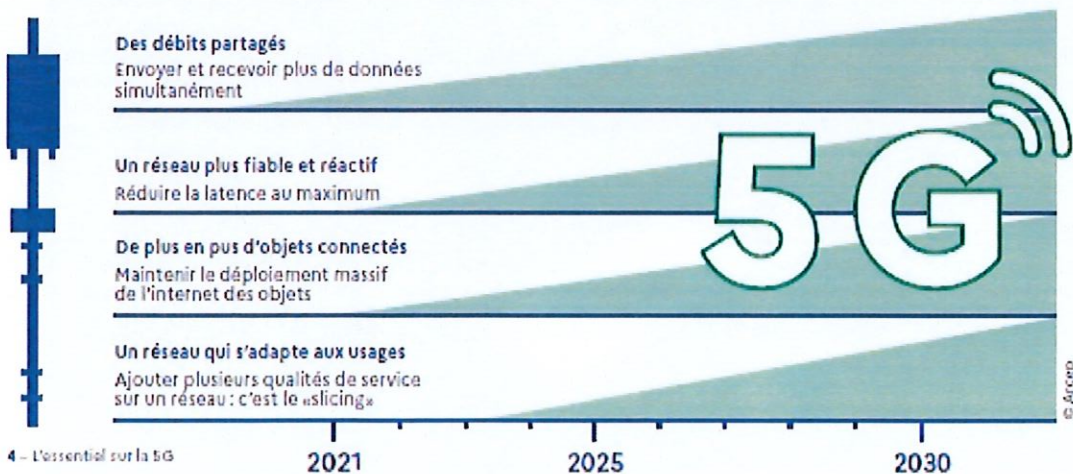 Des débits partagés
Envoyer et recevoir plus de données
simultanément
Un réseau plus fiable et réactif
Réduire la latence au maximum
De plus en pus d'objets connectés
Maintenir le déploiement massif
de l'internet des objets
Un réseau qui s'adapte aux usages
Ajouter plusieurs qualités de service
sur un réseau : c'est le «slicing»
5G
© Arcep
4 – L'essentiel sur la 5G
2021
2025
2030